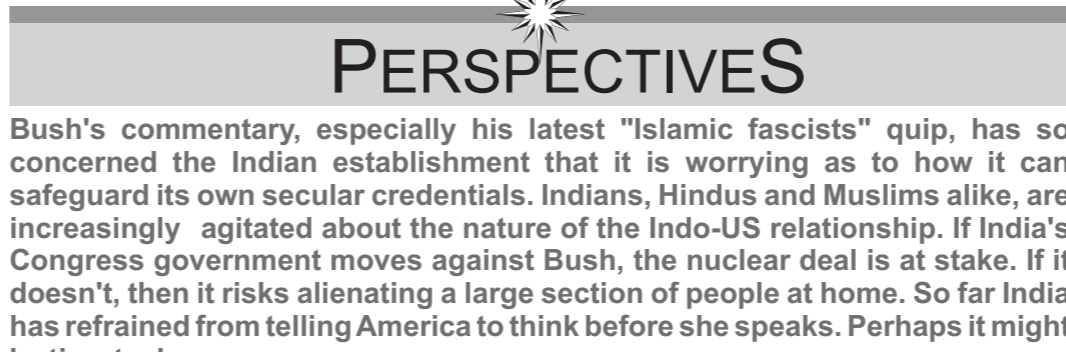 PERSPECTIVES
Bush's commentary, especially his latest "Islamic fascists" quip, has so
concerned the Indian establishment that it is worrying as to how it can
safeguard its own secular credentials. Indians, Hindus and Muslims alike, are
increasingly agitated about the nature of the Indo-US relationship. If India's
Congress government moves against Bush, the nuclear deal is at stake. If it
doesn't, then it risks alienating a large section of people at home. So far India
has refrained from telling America to think before she speaks. Perhaps it might